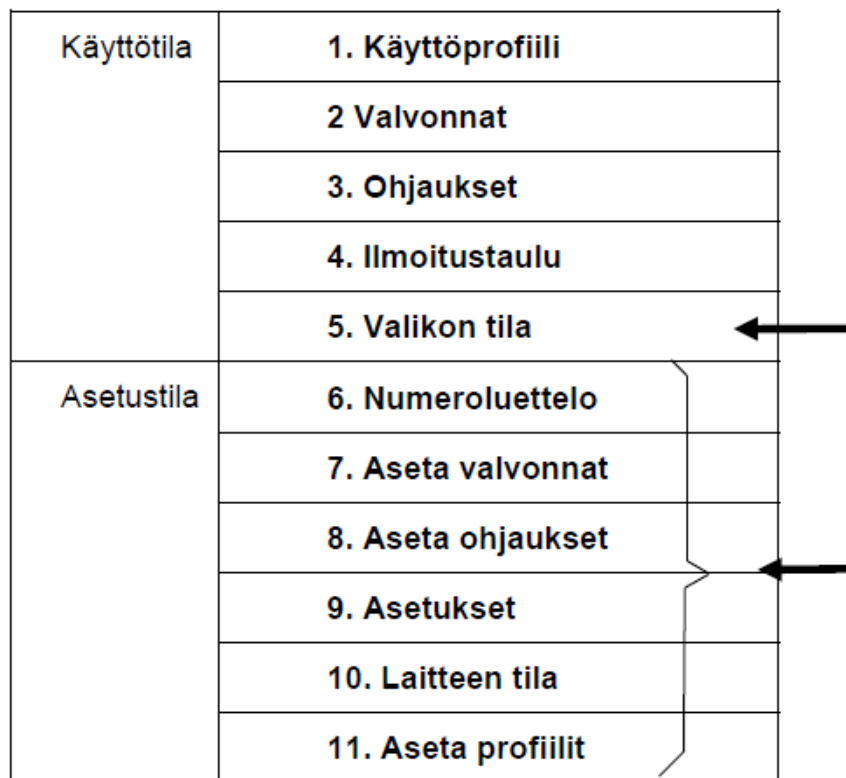 Käyttötila 1. Käyttöprofiili
2 Valvonnat
3. Ohjaukset
4. Ilmoitustaulu
5. Valikon tila
Asetustila 6. Numeroluettelo
7. Aseta valvonnat
8. Aseta ohjaukset
9. Asetukset
10. Laitteen tila
11. Aseta profiilit